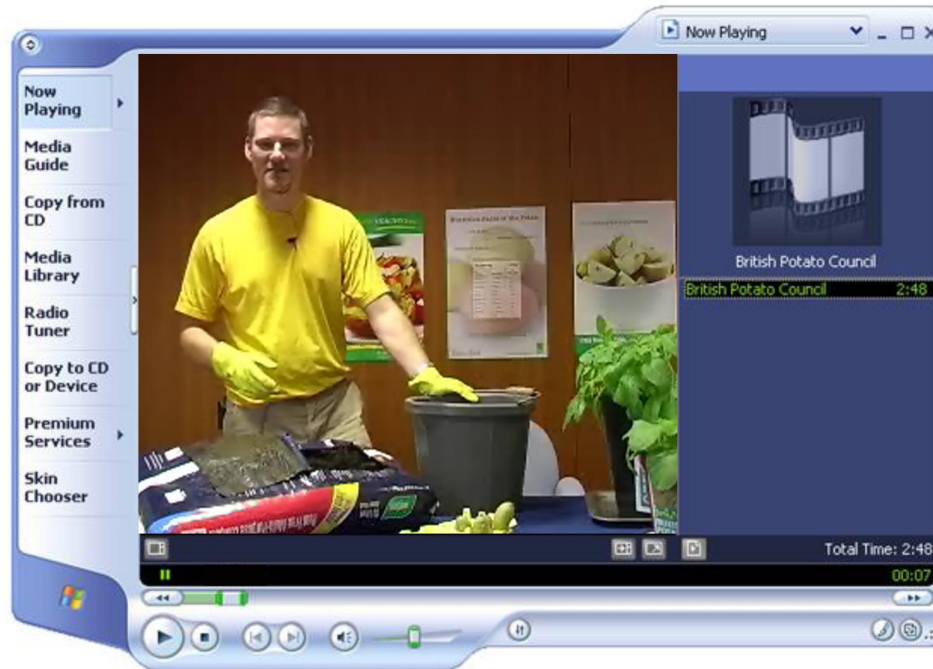 Now Playing
Now
Playing
Media
Guide
Copy from
CD
Media
Library
Radio
Tuner
Copy to CD
or Device
Premium
Services
Skin
Chooser
British Potato Council
British Potato Council 2:48
Total Time: 2:48
00:07